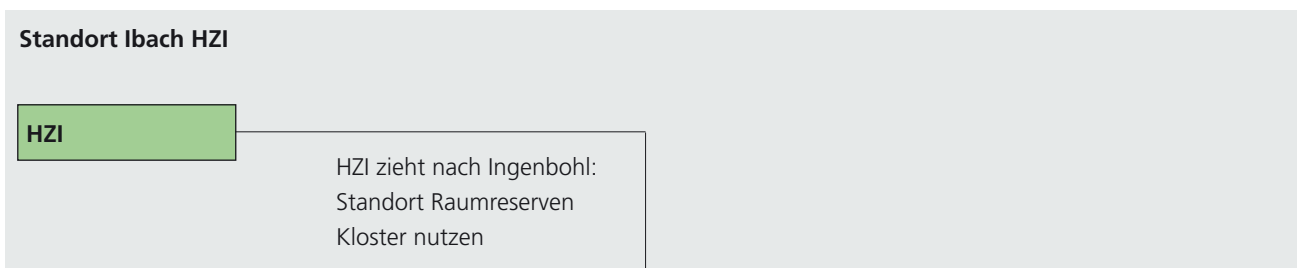 Standort Ibach HZI
HZI
HZI zieht nach Ingenbohl:
Standort Raumreserven
Kloster nutzen